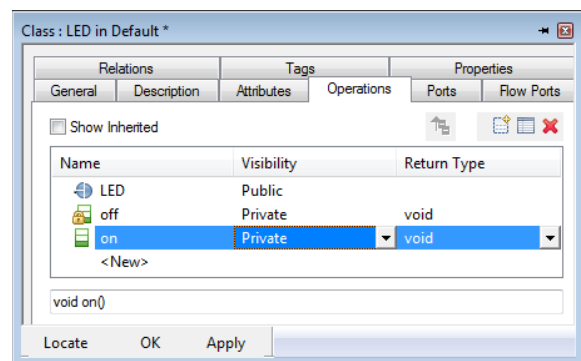 Class : LED in Default *
Relations Tags Properties
General Description Attributes Operations Ports Flow Ports
Show Inherited
Name Visibility Return Type
LED Public
off Private void
on Private void
<New>
void on()
Locate OK Apply